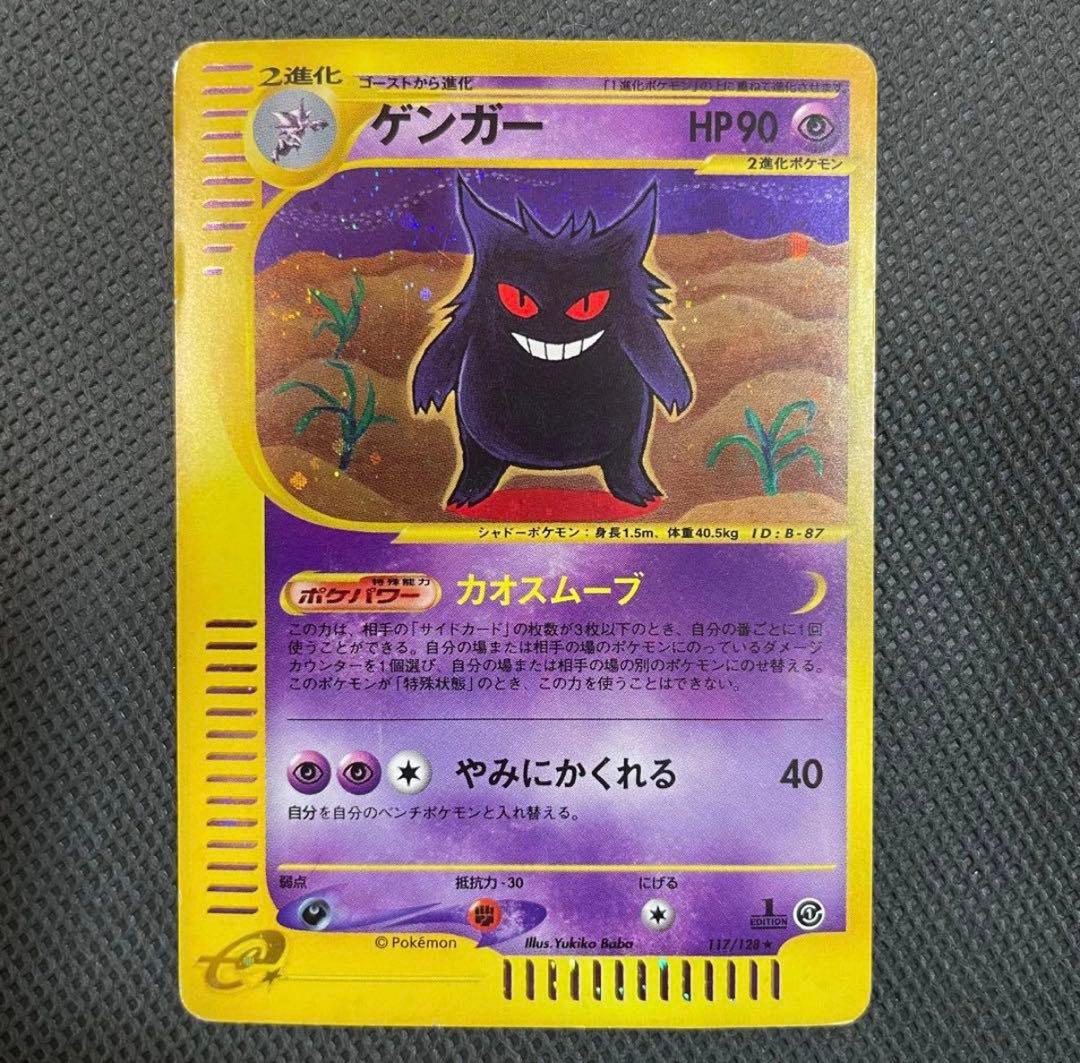 2進化 ゴーストから進化 「1進化ポケモン」の上に重ねて進化させます
ゲンガー HP90
2進化ポケモン
シャドーポケモン：身長1.5m、体重40.5kg ID：B-87
特殊能力
ポケパワー カオスムーブ
この力は、相手の「サイドカード」の枚数が3枚以下のとき、自分の番ごとに1回
使うことができる。自分の場または相手の場のポケモンにのっているダメージ
カウンターを1個選び、自分の場または相手の場の別のポケモンにのせ替える。
このポケモンが「特殊状態」のとき、この力を使うことはできない。
やみにかくれる 40
自分を自分のベンチポケモンと入れ替える。
弱点 抵抗力 -30 にげる
1 EDITION
©Pokémon Illus. Yukiko Baba 117/128★
e